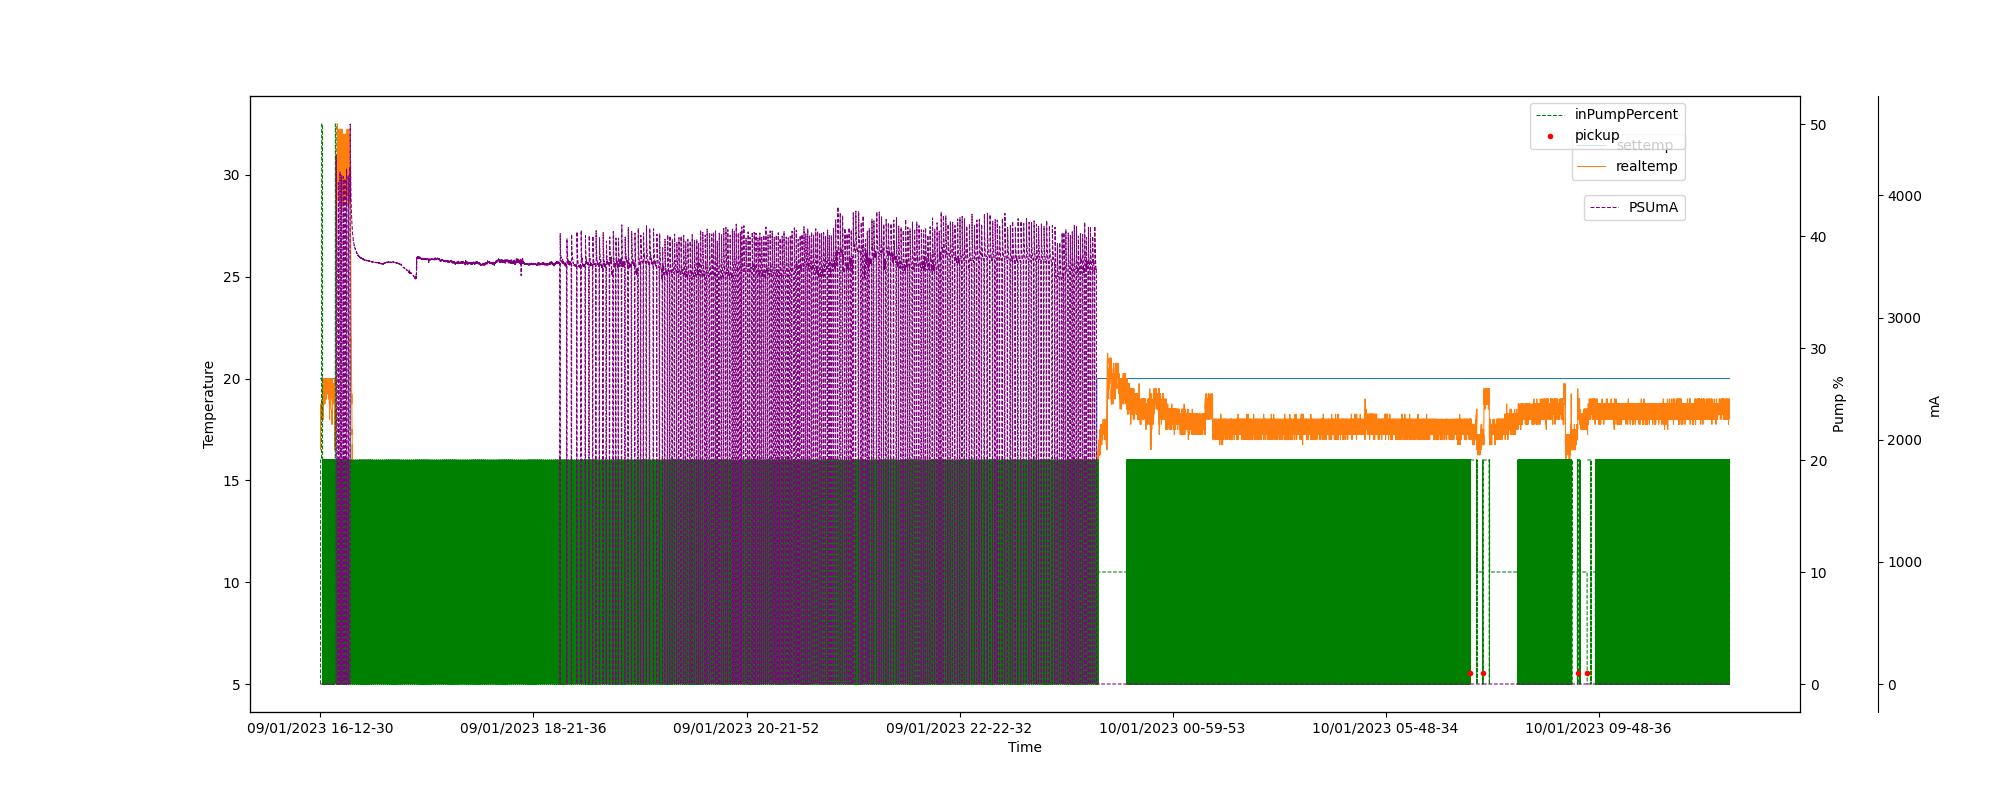 inPumpPercent
pickup
settemp
realtemp
PSUmA
Temperature
30
25
20
15
10
5
50
40
30
20
10
0
Pump %
4000
3000
2000
1000
0
mA
09/01/2023 16-12-30
09/01/2023 18-21-36
09/01/2023 20-21-52
09/01/2023 22-22-32
10/01/2023 00-59-53
10/01/2023 05-48-34
10/01/2023 09-48-36
Time